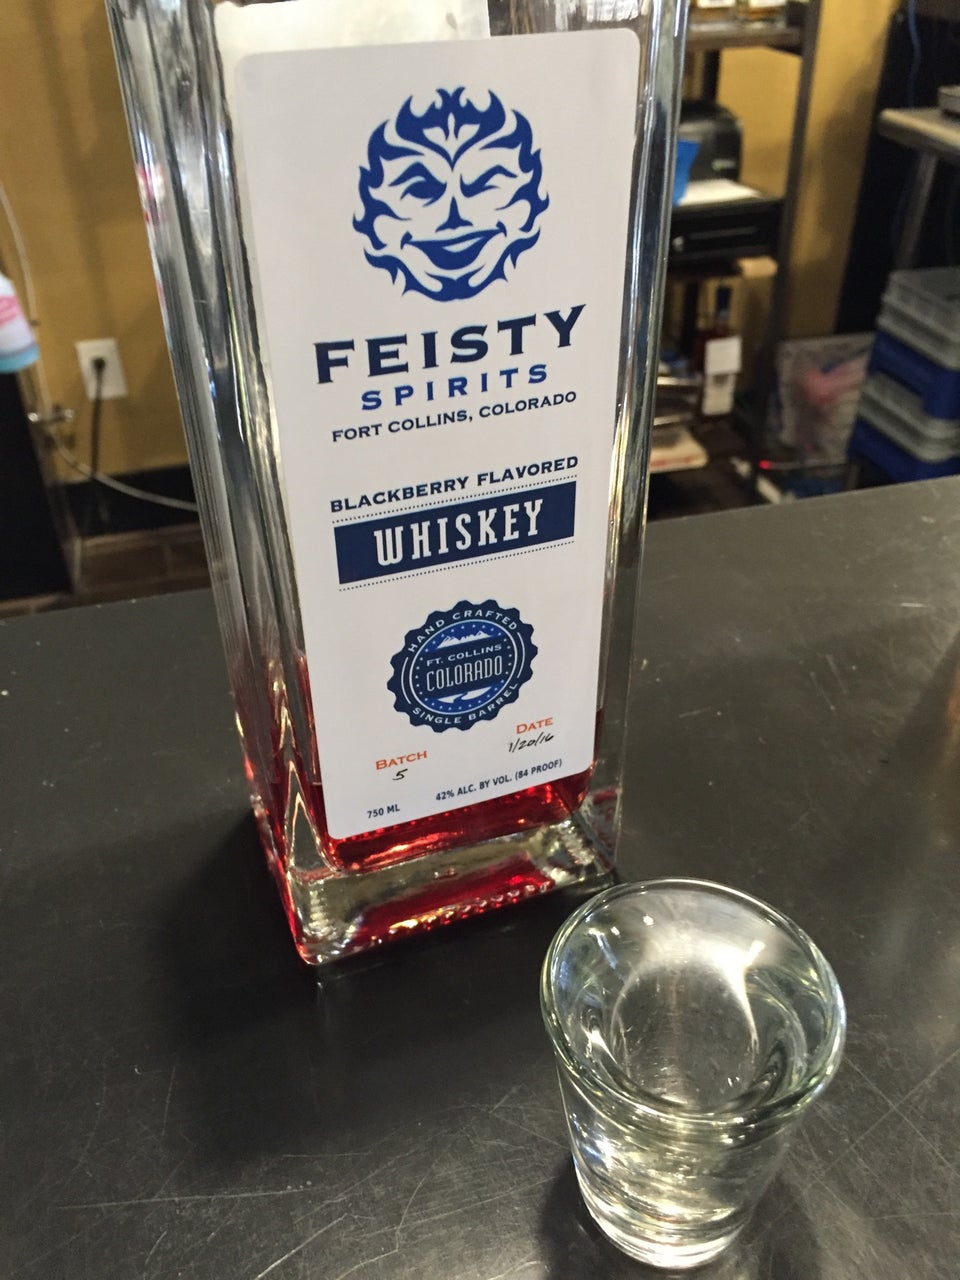 FEISTY
SPIRITS
FORT COLLINS, COLORADO
BLACKBERRY FLAVORED
WHISKEY
HAND CRAFTED
FT. COLLINS
COLORADO
SINGLE BARREL
BATCH
5
DATE
1/20/16
750 ML
42% ALC. BY VOL. (84 PROOF)